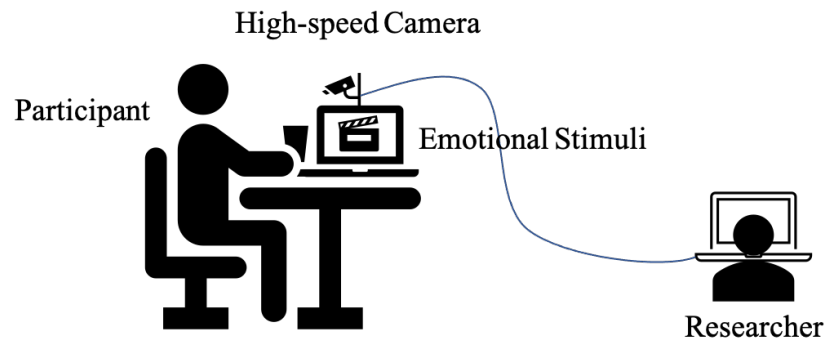 High-speed Camera
Participant
Emotional Stimuli
Researcher